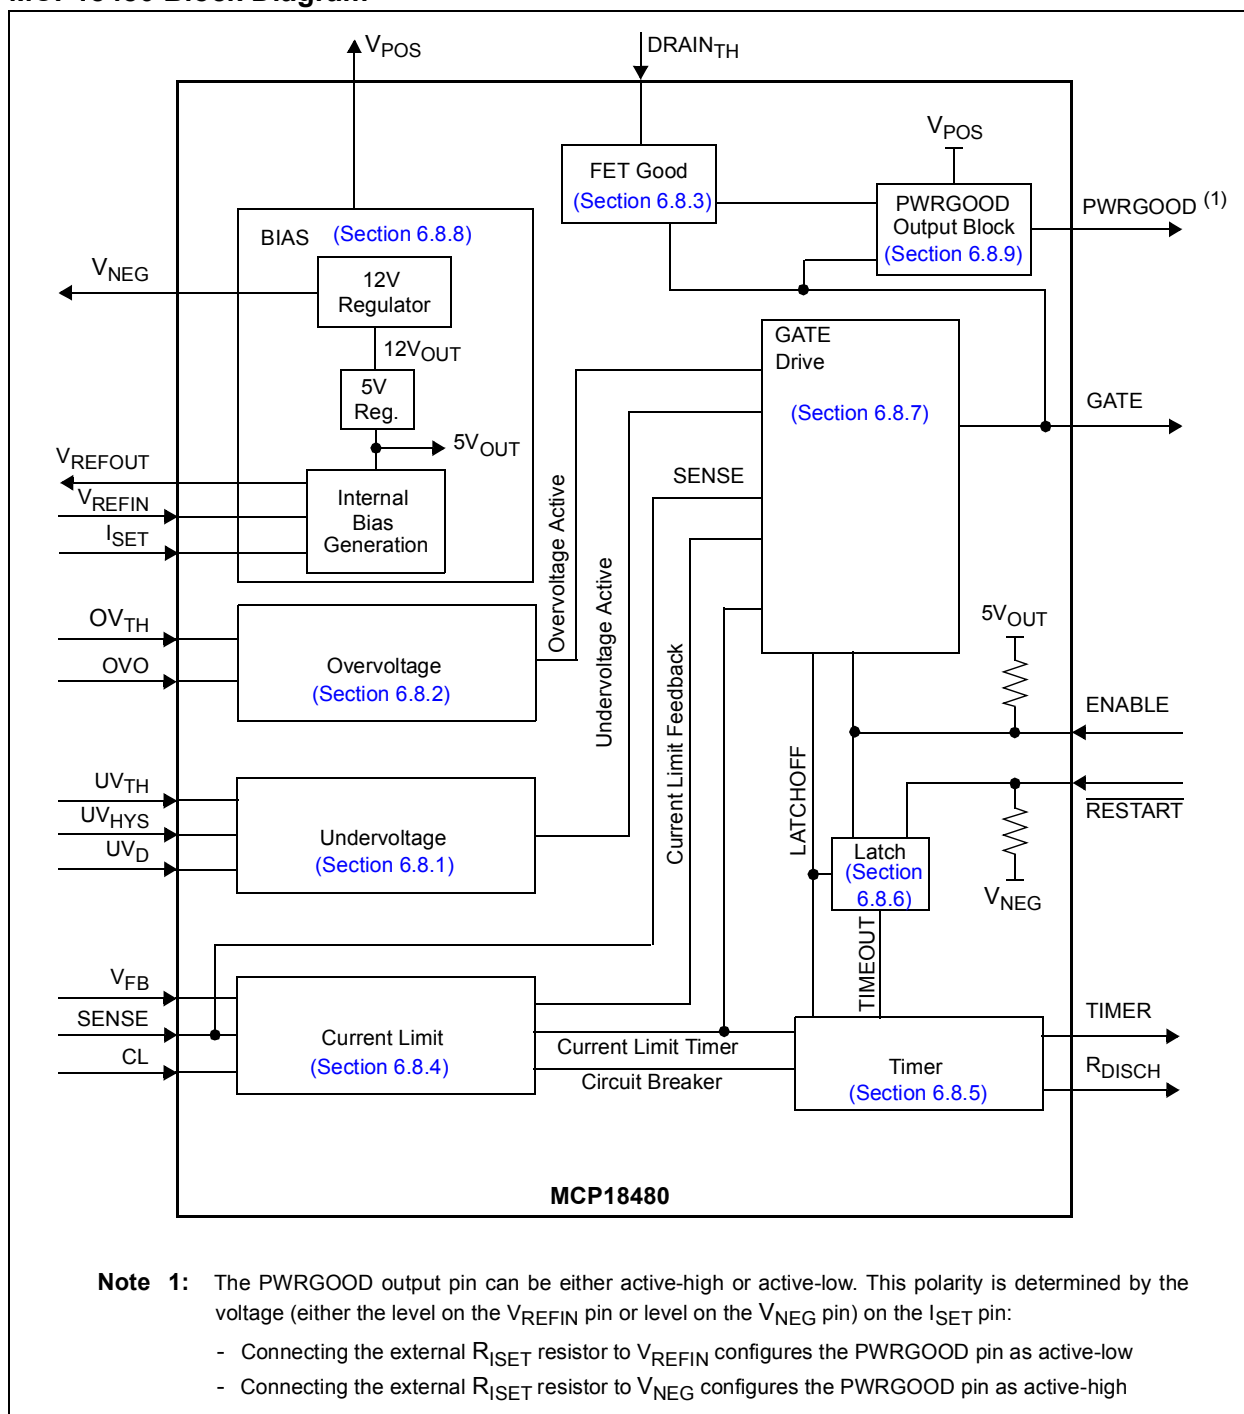 VPOS
DRAINTH
VPOS
FET Good
(Section 6.8.3)
PWRGOOD
Output Block
(Section 6.8.9)
PWRGOOD (1)
BIAS (Section 6.8.8)
VNEG
12V
Regulator
12VOUT
5V
Reg.
5VOUT
GATE
Drive
(Section 6.8.7)
GATE
VREFOUT
VREFIN
ISET
Internal
Bias
Generation
SENSE
Overvoltage Active
Undervoltage Active
Current Limit Feedback
OVTH
OVO
Overvoltage
(Section 6.8.2)
5VOUT
ENABLE
UVTH
UVHYS
UVD
Undervoltage
(Section 6.8.1)
LATCHOFF
RESTART
Latch
(Section
6.8.6)
VNEG
TIMEOUT
VFB
SENSE
CL
Current Limit
(Section 6.8.4)
Current Limit Timer
Circuit Breaker
Timer
(Section 6.8.5)
TIMER
RDISCH
MCP18480
Note 1: The PWRGOOD output pin can be either active-high or active-low. This polarity is determined by the
voltage (either the level on the VREFIN pin or level on the VNEG pin) on the ISET pin:
- Connecting the external RISET resistor to VREFIN configures the PWRGOOD pin as active-low
- Connecting the external RISET resistor to VNEG configures the PWRGOOD pin as active-high